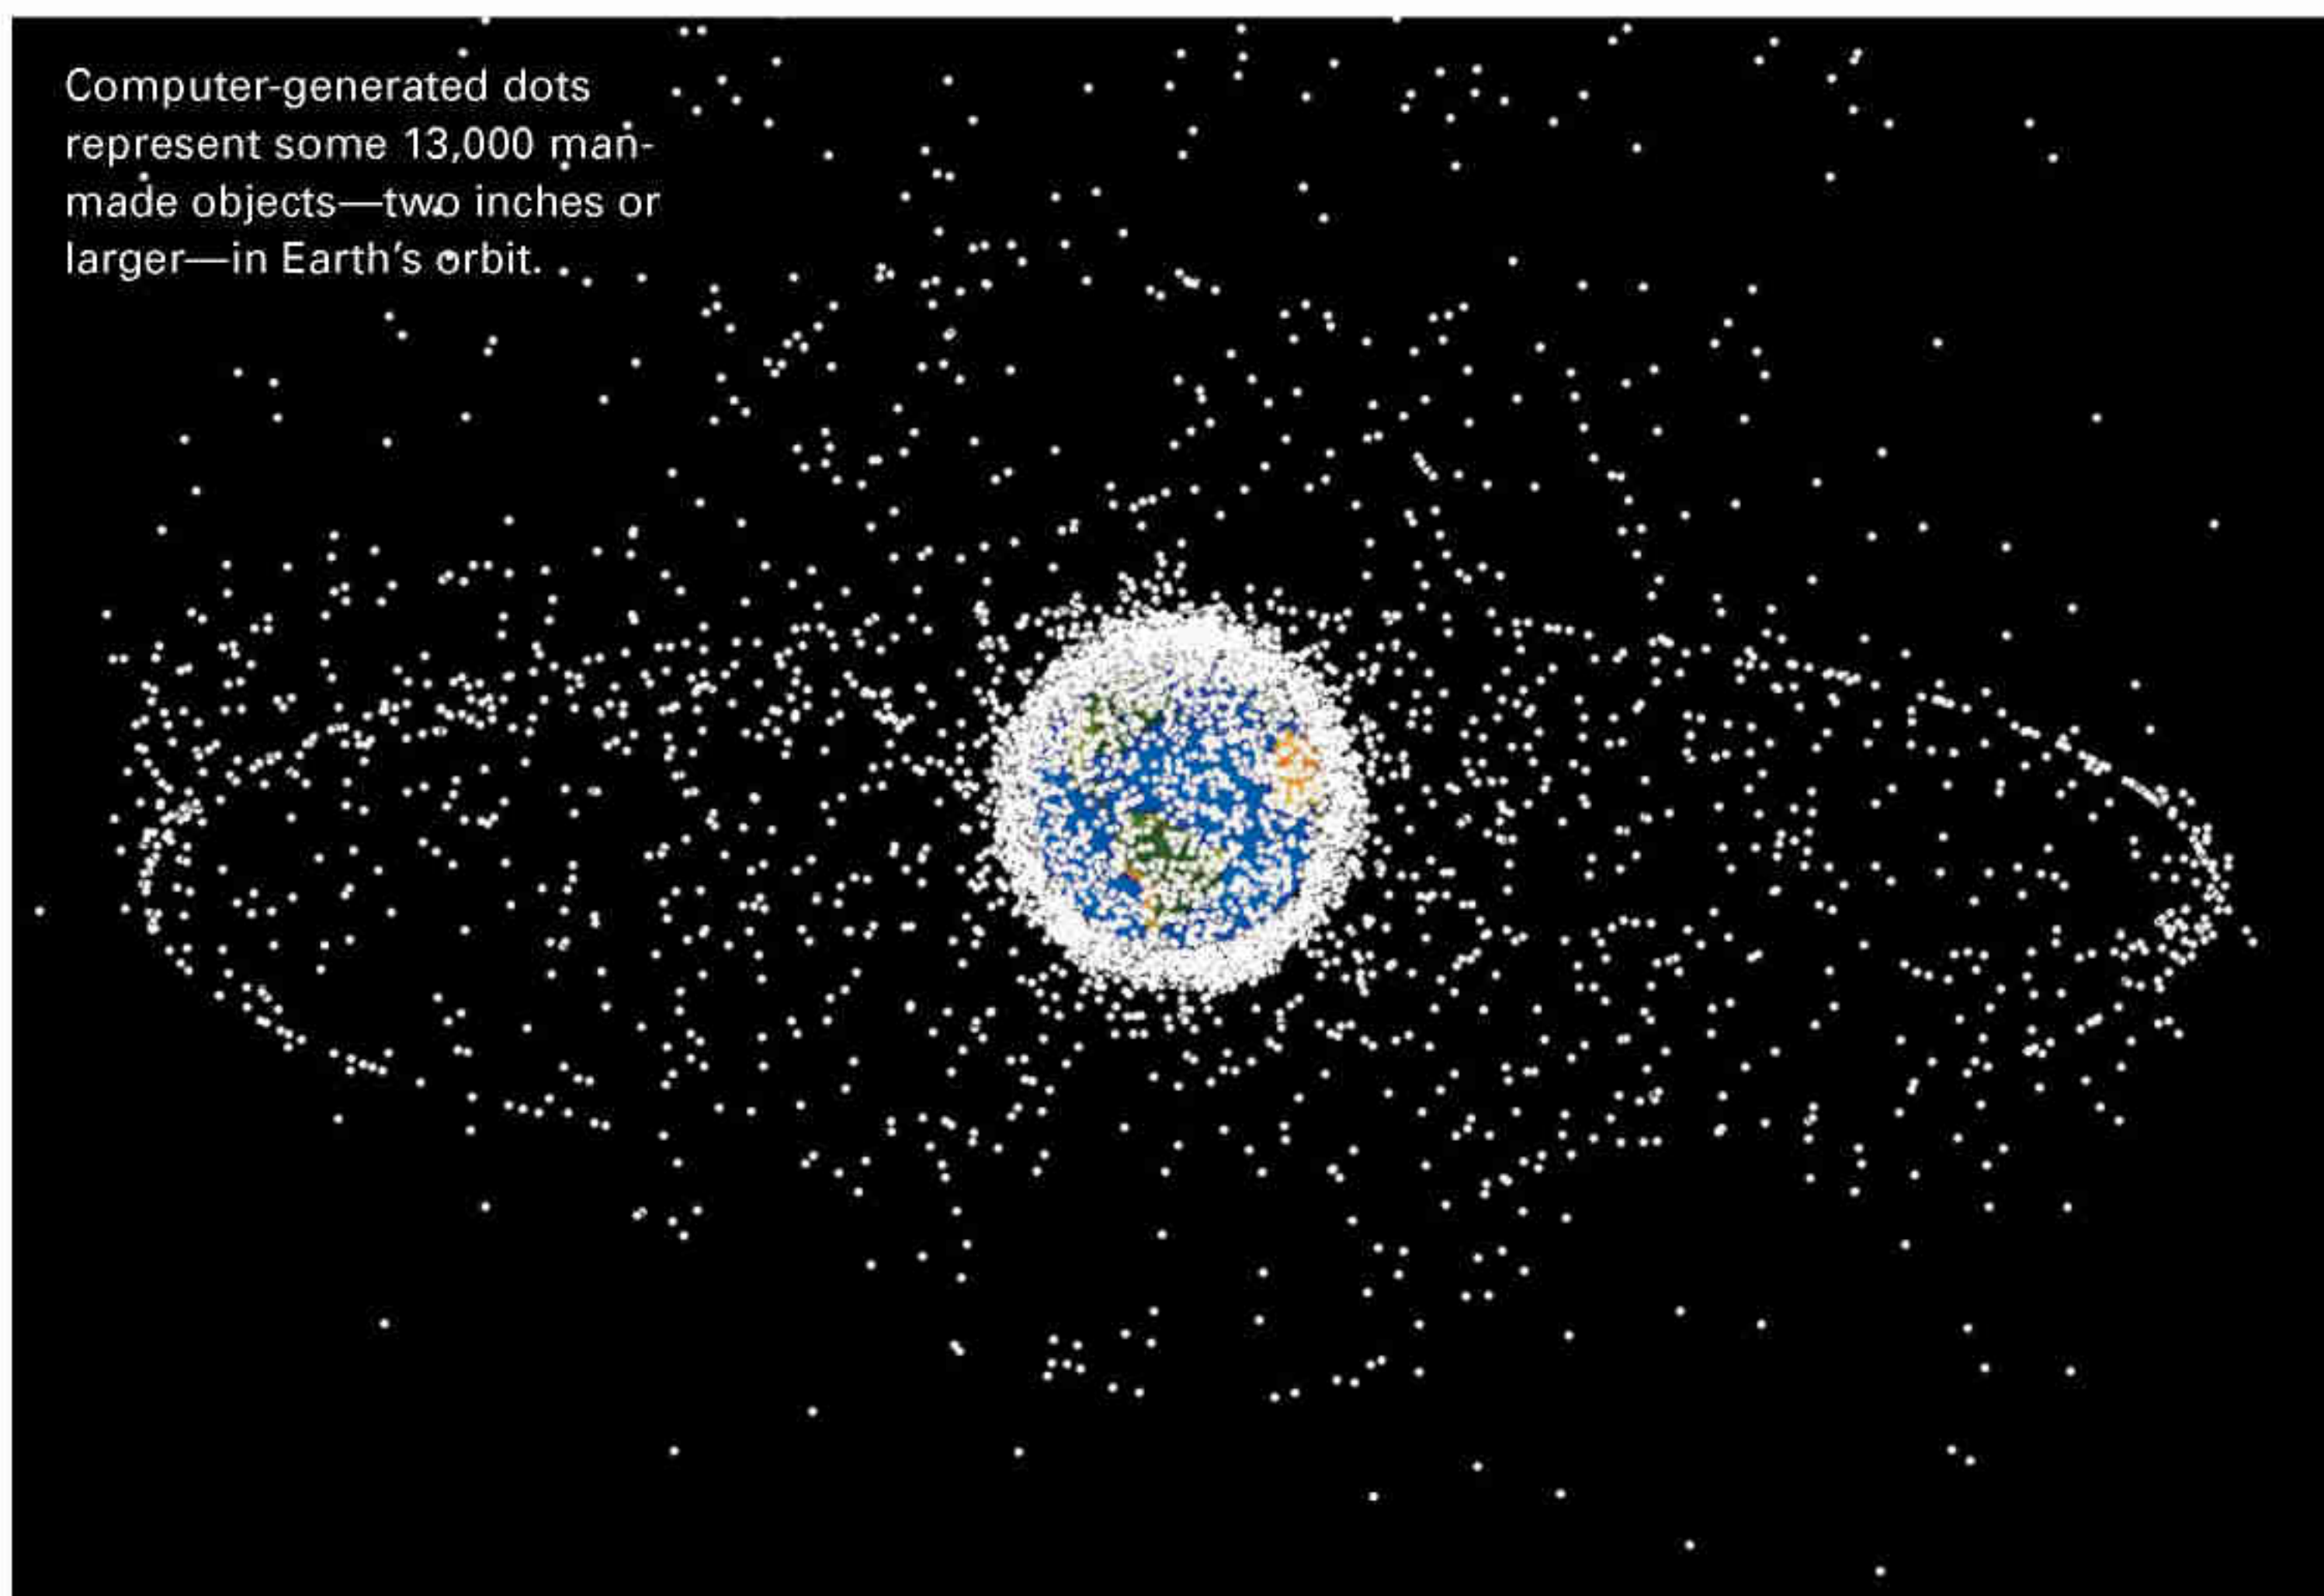 Computer-generated dots
represent some 13,000 man-
made objects—two inches or
larger—in Earth's orbit.